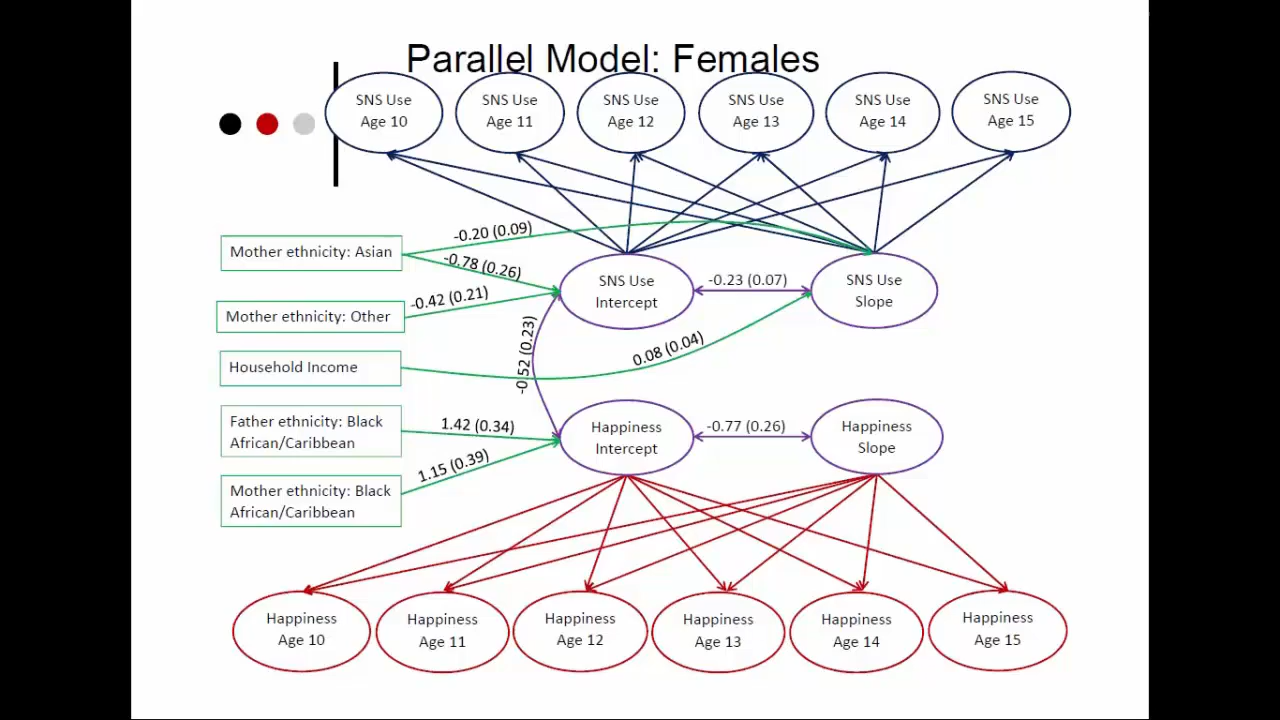 Parallel Model: Females
SNS Use
Age 10
SNS Use
Age 11
SNS Use
Age 12
SNS Use
Age 13
SNS Use
Age 14
SNS Use
Age 15
Mother ethnicity: Asian
-0.20 (0.09)
-0.78 (0.26)
Mother ethnicity: Other
-0.42 (0.21)
SNS Use
Intercept
-0.23 (0.07)
SNS Use
Slope
Household Income
-0.52 (0.23)
0.08 (0.04)
Father ethnicity: Black
African/Caribbean
1.42 (0.34)
Happiness
Intercept
-0.77 (0.26)
Happiness
Slope
Mother ethnicity: Black
African/Caribbean
1.15 (0.39)
Happiness
Age 10
Happiness
Age 11
Happiness
Age 12
Happiness
Age 13
Happiness
Age 14
Happiness
Age 15